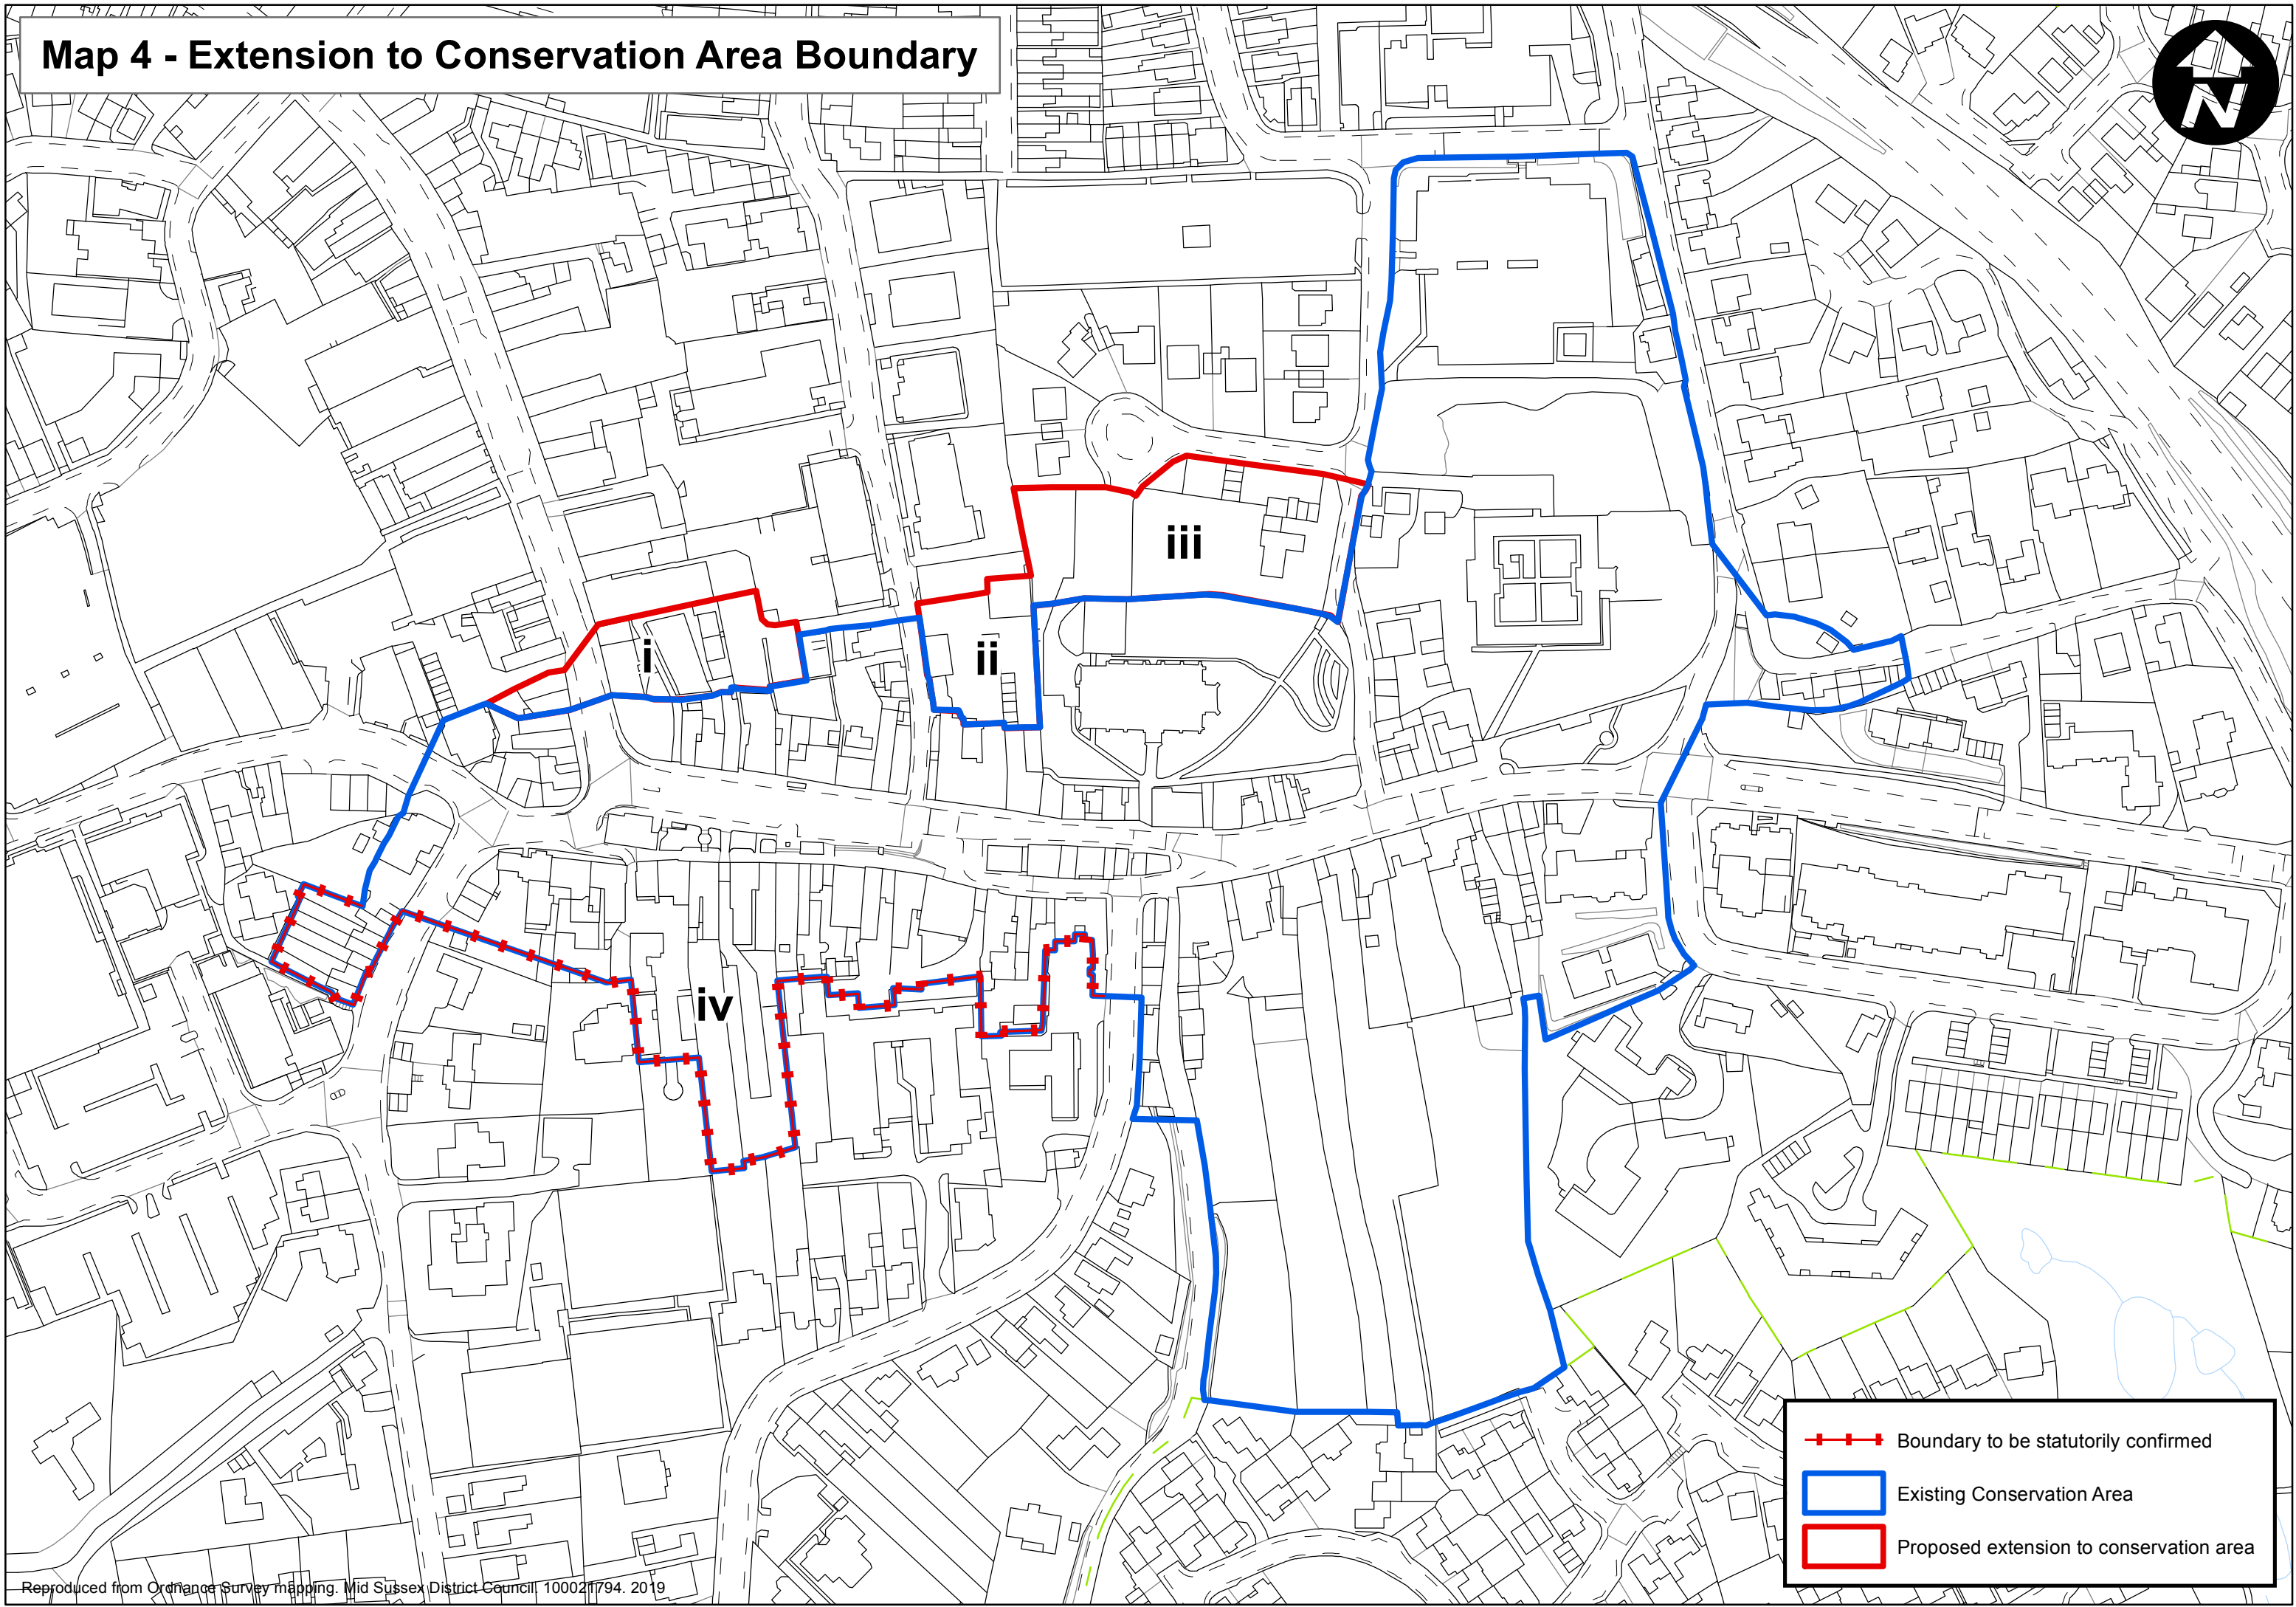 Map 4 - Extension to Conservation Area Boundary
N
iii
i
ii
iv
Boundary to be statutorily confirmed
Existing Conservation Area
Proposed extension to conservation area
Reproduced from Ordnance Survey mapping. Mid Sussex District Council. 100021794. 2019